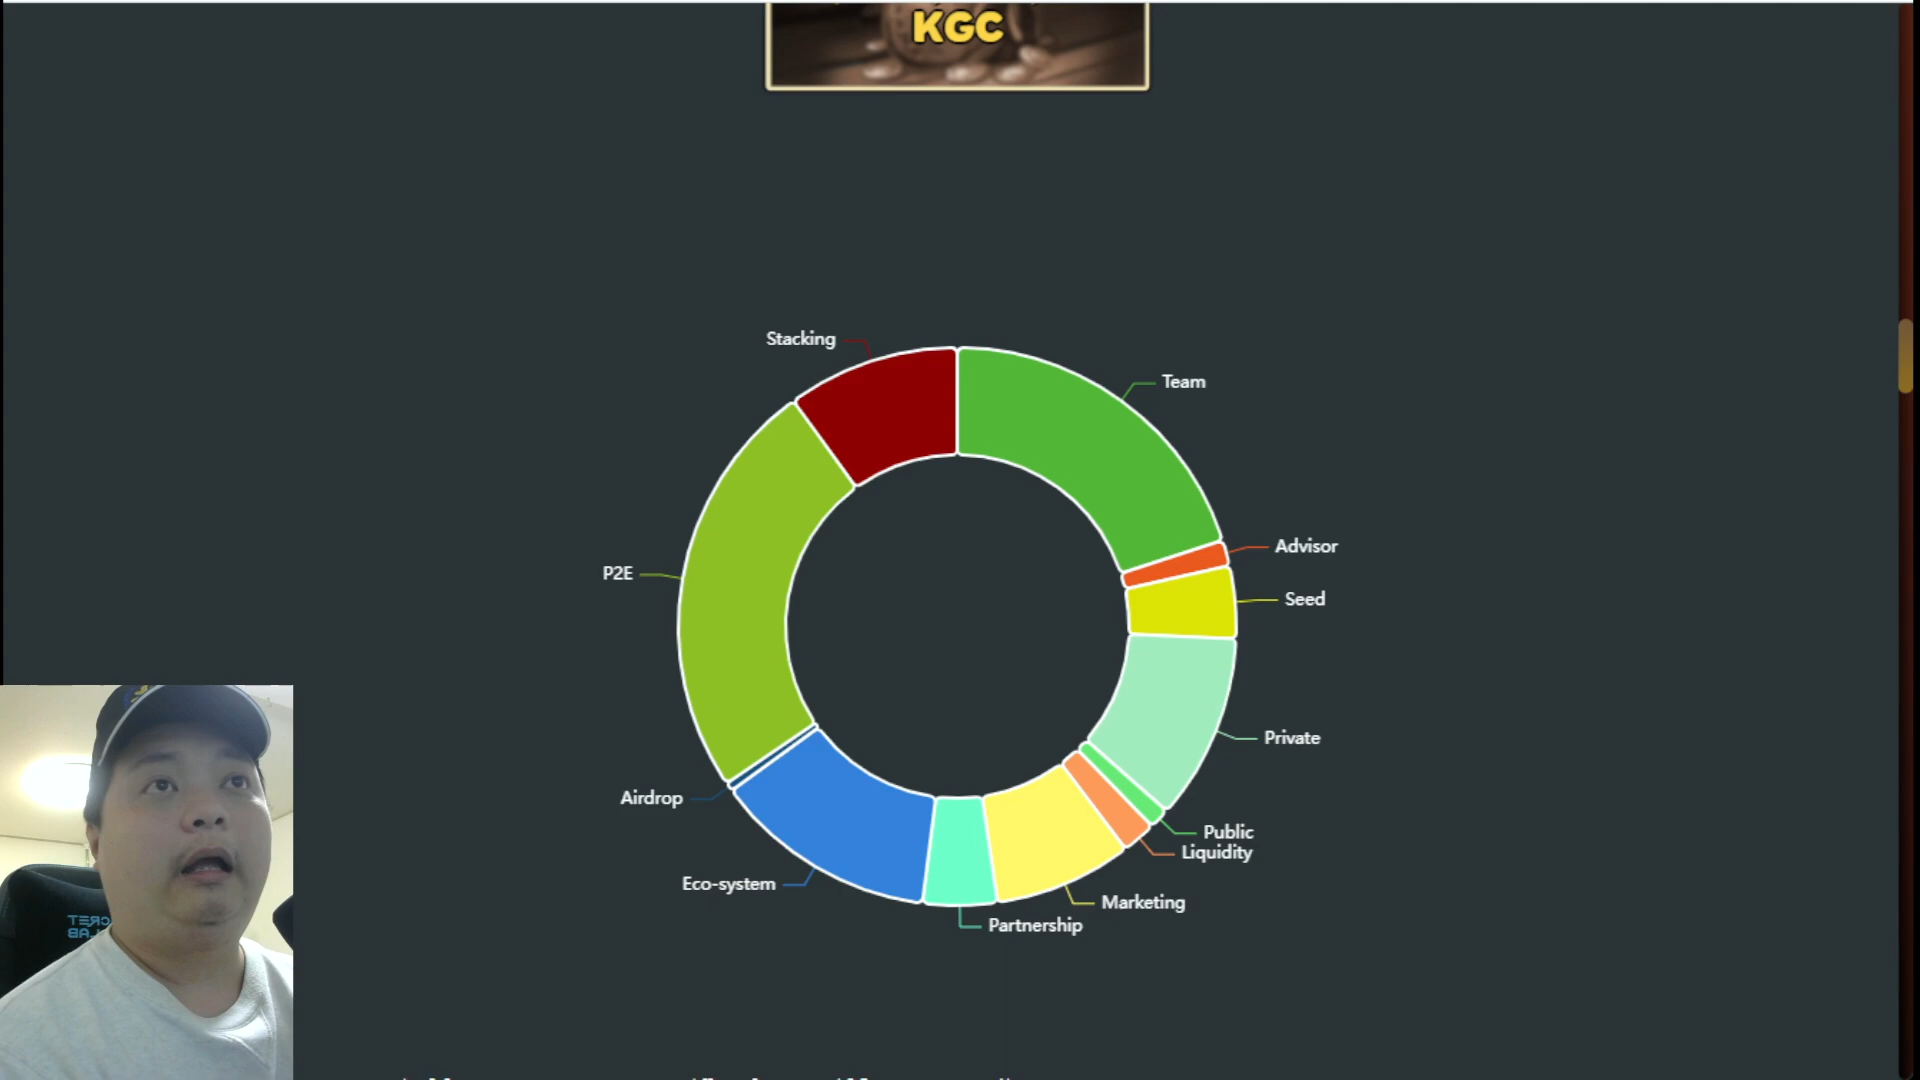 KGC
Stacking
Team
Advisor
Seed
P2E
Private
Airdrop
Public
Liquidity
Eco-system
Marketing
Partnership